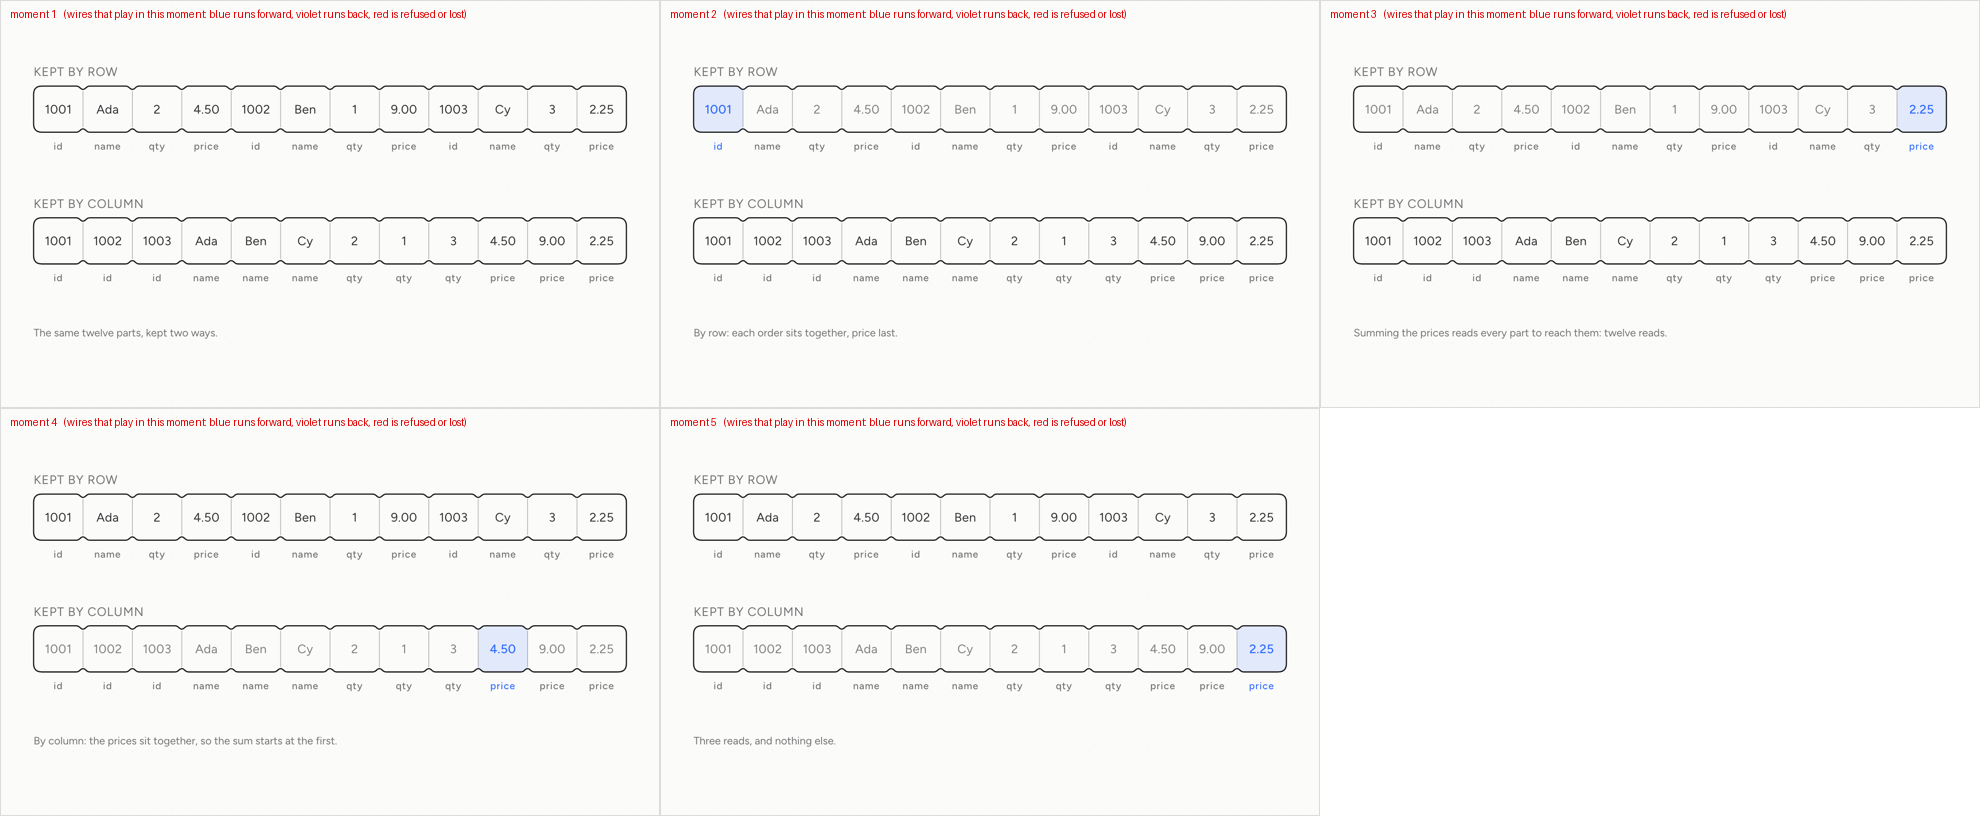 moment 1 (wires that play in this moment: blue runs forward, violet runs back, red is refused or lost)
KEPT BY ROW
1001 Ada 2 4.50 1002 Ben 1 9.00 1003 Cy 3 2.25
id name qty price id name qty price id name qty price
KEPT BY COLUMN
1001 1002 1003 Ada Ben Cy 2 1 3 4.50 9.00 2.25
id id id name name name qty qty qty price price price
The same twelve parts, kept two ways.
moment 2 (wires that play in this moment: blue runs forward, violet runs back, red is refused or lost)
KEPT BY ROW
1001 Ada 2 4.50 1002 Ben 1 9.00 1003 Cy 3 2.25
id name qty price id name qty price id name qty price
KEPT BY COLUMN
1001 1002 1003 Ada Ben Cy 2 1 3 4.50 9.00 2.25
id id id name name name qty qty qty price price price
By row: each order sits together, price last.
moment 3 (wires that play in this moment: blue runs forward, violet runs back, red is refused or lost)
KEPT BY ROW
1001 Ada 2 4.50 1002 Ben 1 9.00 1003 Cy 3 2.25
id name qty price id name qty price id name qty price
KEPT BY COLUMN
1001 1002 1003 Ada Ben Cy 2 1 3 4.50 9.00 2.25
id id id name name name qty qty qty price price price
Summing the prices reads every part to reach them: twelve reads.
moment 4 (wires that play in this moment: blue runs forward, violet runs back, red is refused or lost)
KEPT BY ROW
1001 Ada 2 4.50 1002 Ben 1 9.00 1003 Cy 3 2.25
id name qty price id name qty price id name qty price
KEPT BY COLUMN
1001 1002 1003 Ada Ben Cy 2 1 3 4.50 9.00 2.25
id id id name name name qty qty qty price price price
By column: the prices sit together, so the sum starts at the first.
moment 5 (wires that play in this moment: blue runs forward, violet runs back, red is refused or lost)
KEPT BY ROW
1001 Ada 2 4.50 1002 Ben 1 9.00 1003 Cy 3 2.25
id name qty price id name qty price id name qty price
KEPT BY COLUMN
1001 1002 1003 Ada Ben Cy 2 1 3 4.50 9.00 2.25
id id id name name name qty qty qty price price price
Three reads, and nothing else.